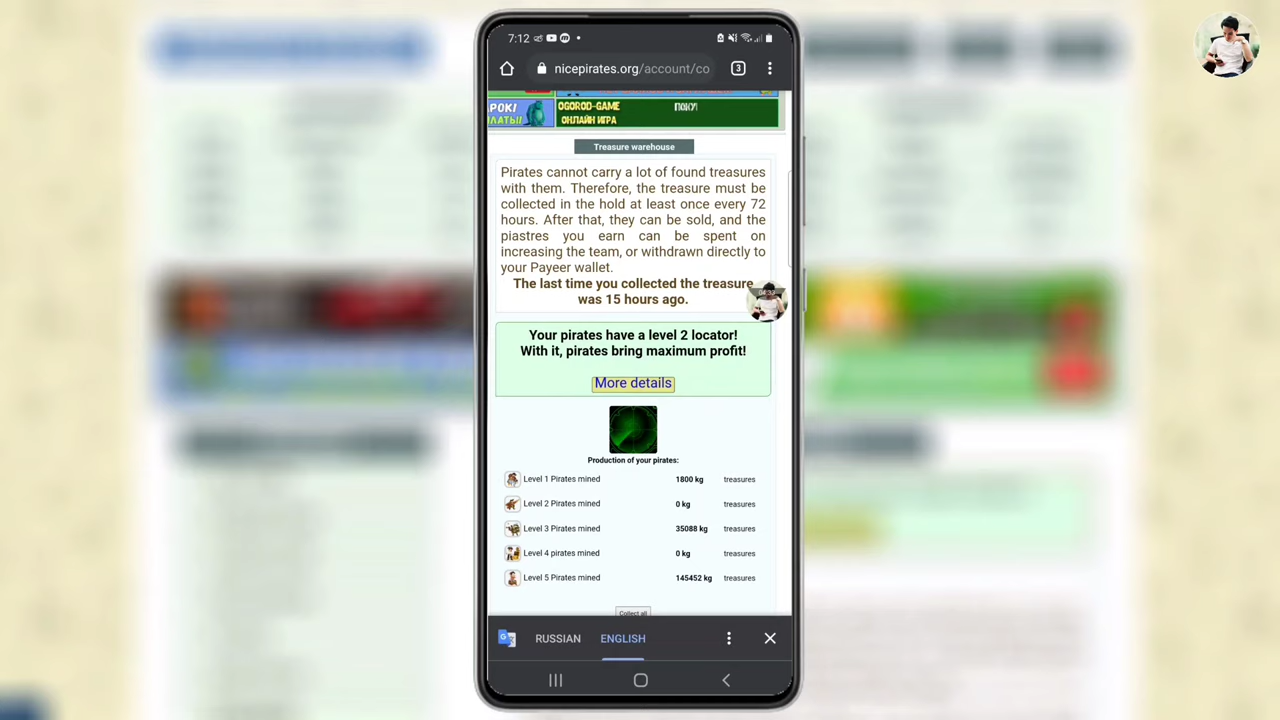 7:12
3
nicepirates.org/account/co
ОНЛАЙН ИГРА
OGOROD-GAME
Treasure warehouse
Pirates cannot carry a lot of found treasures
with them. Therefore, the treasure must be
collected in the hold at least once every 72
hours. After that, they can be sold, and the
piastres you earn can be spent on
increasing the team, or withdrawn directly to
your Payeer wallet.
The last time you collected the treasure
was 15 hours ago.
04:33
Your pirates have a level 2 locator!
With it, pirates bring maximum profit!
More details
Production of your pirates:
Level 1 Pirates mined 1800 kg treasures
Level 2 Pirates mined 0 kg treasures
Level 3 Pirates mined 35088 kg treasures
Level 4 pirates mined 0 kg treasures
Level 5 Pirates mined 145452 kg treasures
Collect all
RUSSIAN ENGLISH